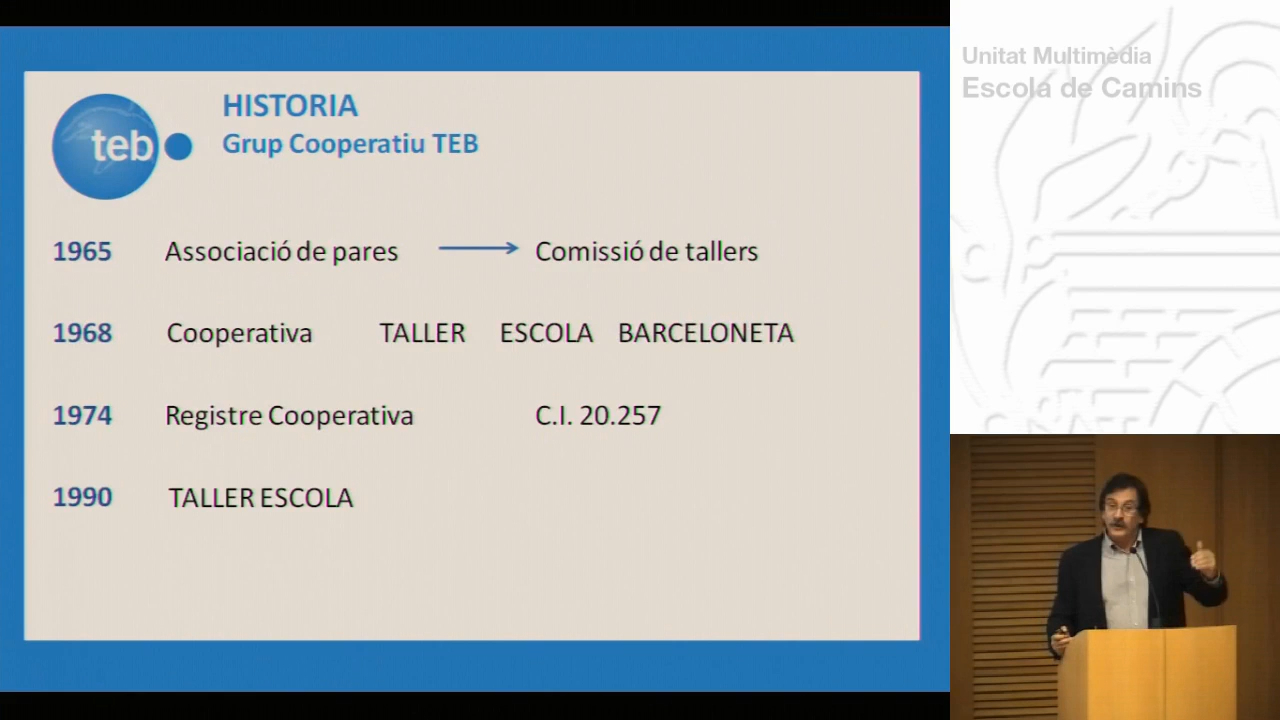 teb
HISTORIA
Grup Cooperatiu TEB
1965 Associació de pares Comissió de tallers
1968 Cooperativa TALLER ESCOLA BARCELONETA
1974 Registre Cooperativa C.I. 20.257
1990 TALLER ESCOLA
Unitat Multimèdia
Escola de Camins